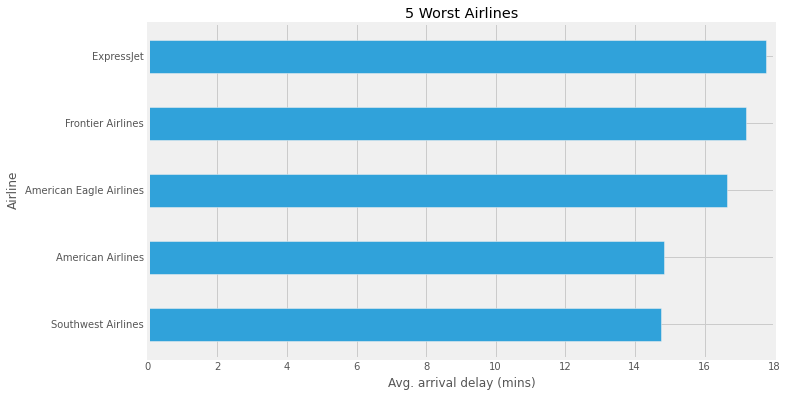 5 Worst Airlines
ExpressJet
Frontier Airlines
American Eagle Airlines
American Airlines
Southwest Airlines
Airline
0 2 4 6 8 10 12 14 16 18
Avg. arrival delay (mins)